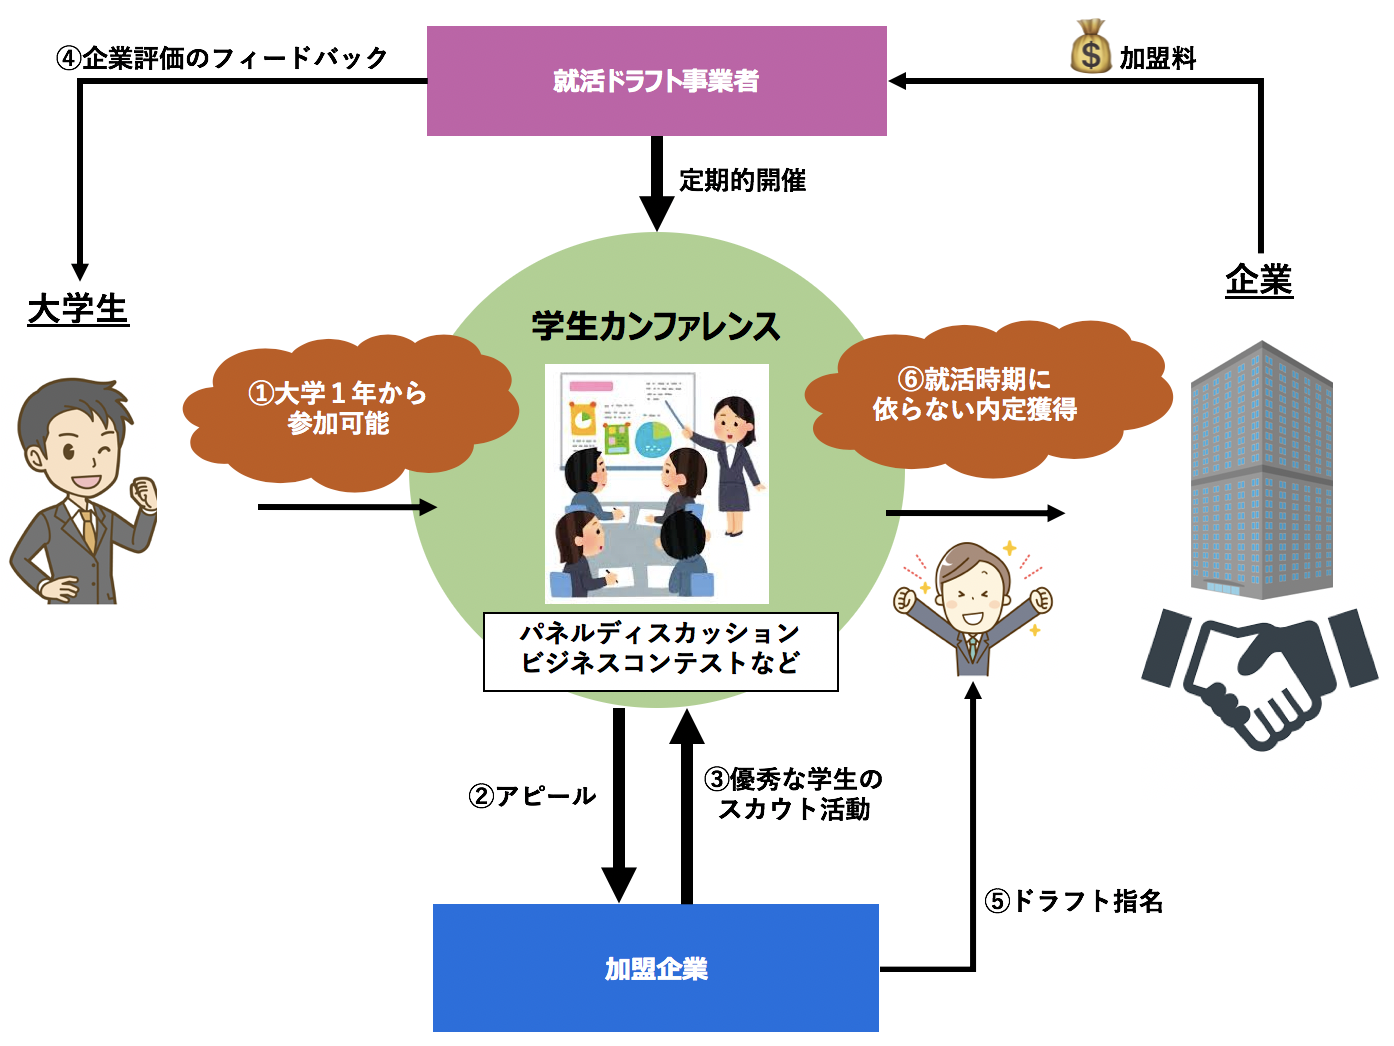 ④企業評価のフィードバック
就活ドラフト事業者
$
加盟料
定期的開催
大学生
企業
学生カンファレンス
①大学１年から
参加可能
⑥就活時期に
依らない内定獲得
パネルディスカッション
ビジネスコンテストなど
②アピール
③優秀な学生の
スカウト活動
⑤ドラフト指名
加盟企業